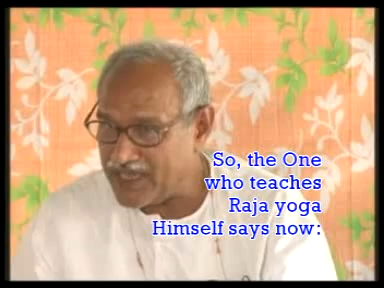 So, the One
who teaches
Raja yoga
Himself says now: